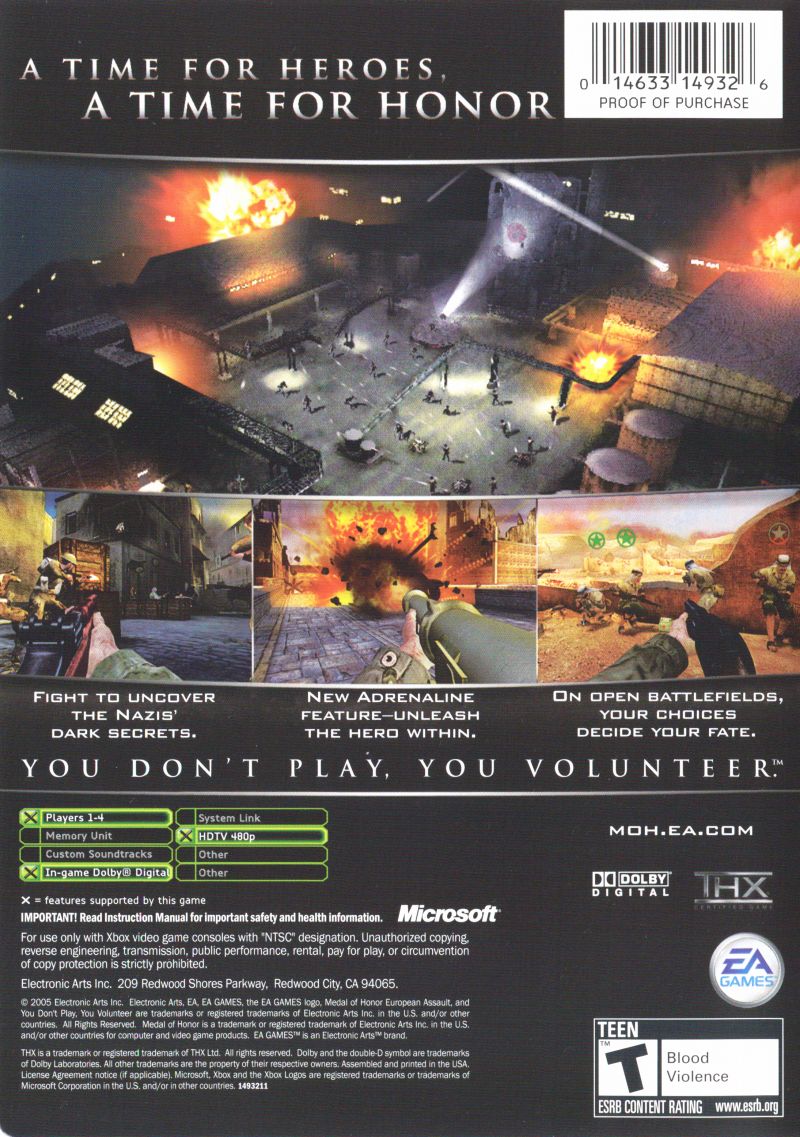 A TIME FOR HEROES,
A TIME FOR HONOR
0 14633 14932 6
PROOF OF PURCHASE
FIGHT TO UNCOVER
THE NAZIS'
DARK SECRETS.
NEW ADRENALINE
FEATURE–UNLEASH
THE HERO WITHIN.
ON OPEN BATTLEFIELDS,
YOUR CHOICES
DECIDE YOUR FATE.
YOU DON'T PLAY, YOU VOLUNTEER.™
Players 1-4
System Link
Memory Unit
HDTV 480p
Custom Soundtracks
Other
In-game Dolby® Digital
Other
MOH.EA.COM
X = features supported by this game
IMPORTANT! Read Instruction Manual for important safety and health information.
Microsoft®
DOLBY
DIGITAL
THX
CERTIFIED GAME
For use only with Xbox video game consoles with "NTSC" designation. Unauthorized copying,
reverse engineering, transmission, public performance, rental, pay for play, or circumvention
of copy protection is strictly prohibited.
Electronic Arts Inc. 209 Redwood Shores Parkway, Redwood City, CA 94065.
© 2005 Electronic Arts Inc. Electronic Arts, EA, EA GAMES, the EA GAMES logo, Medal of Honor European Assault, and
You Don't Play, You Volunteer are trademarks or registered trademarks of Electronic Arts Inc. in the U.S. and/or other
countries. All Rights Reserved. Medal of Honor is a trademark or registered trademark of Electronic Arts Inc. in the U.S.
and/or other countries for computer and video game products. EA GAMES™ is an Electronic Arts™ brand.
THX is a trademark or registered trademark of THX Ltd. All rights reserved. Dolby and the double-D symbol are trademarks
of Dolby Laboratories. All other trademarks are the property of their respective owners. Assembled and printed in the USA.
License Agreement notice (if applicable). Microsoft, Xbox and the Xbox Logos are registered trademarks or trademarks of
Microsoft Corporation in the U.S. and/or in other countries. 1493211
EA
GAMES™
TEEN
™
T
Blood
Violence
ESRB CONTENT RATING www.esrb.org